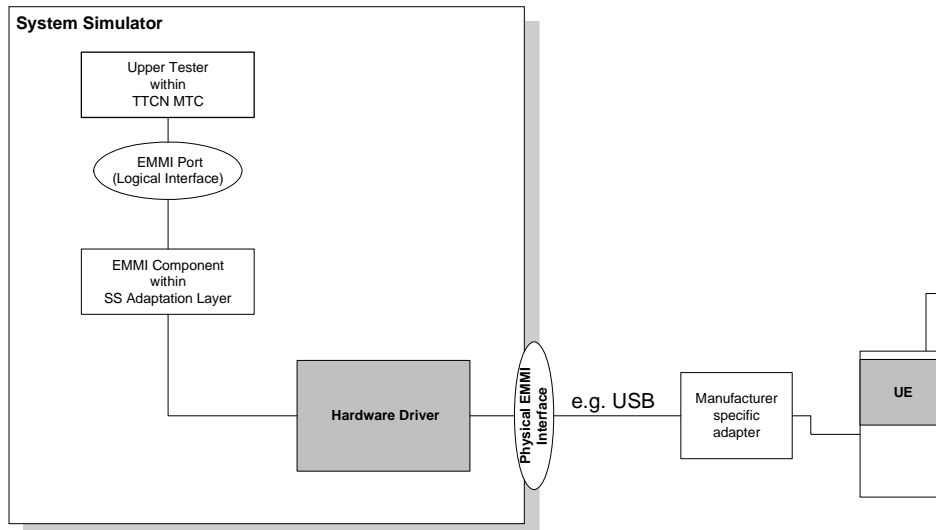 System Simulator
Upper Tester
within
TTCN MTC
EMMI Port
(Logical Interface)
EMMI Component
within
SS Adaptation Layer
Hardware Driver
Physical EMMI
Interface
e.g. USB
Manufacturer
specific
adapter
UE